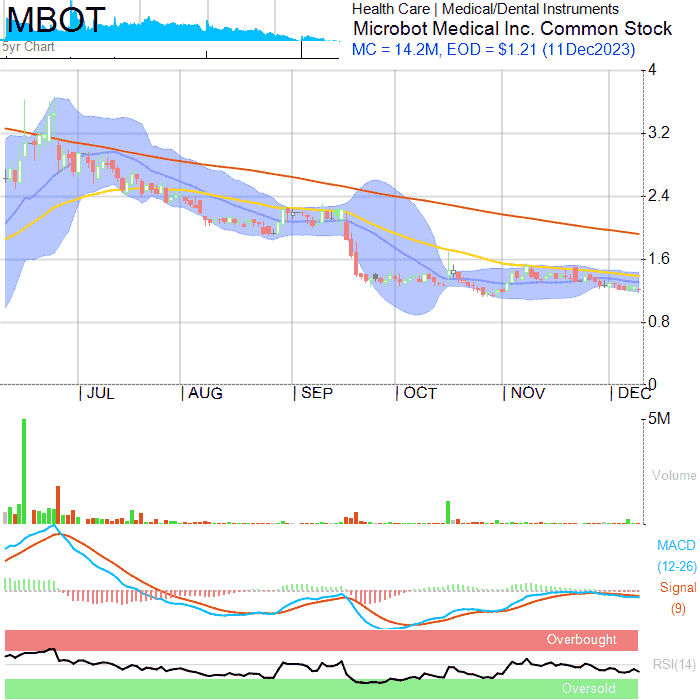 MBOT
5yr Chart
Health Care | Medical/Dental Instruments
Microbot Medical Inc. Common Stock
MC = 14.2M, EOD = $1.21 (11Dec2023)
4
3.2
2.4
1.6
0.8
0
JUL AUG SEP OCT NOV DEC
5M
Volume
MACD
(12-26)
Signal
(9)
Overbought
RSI(14)
Oversold